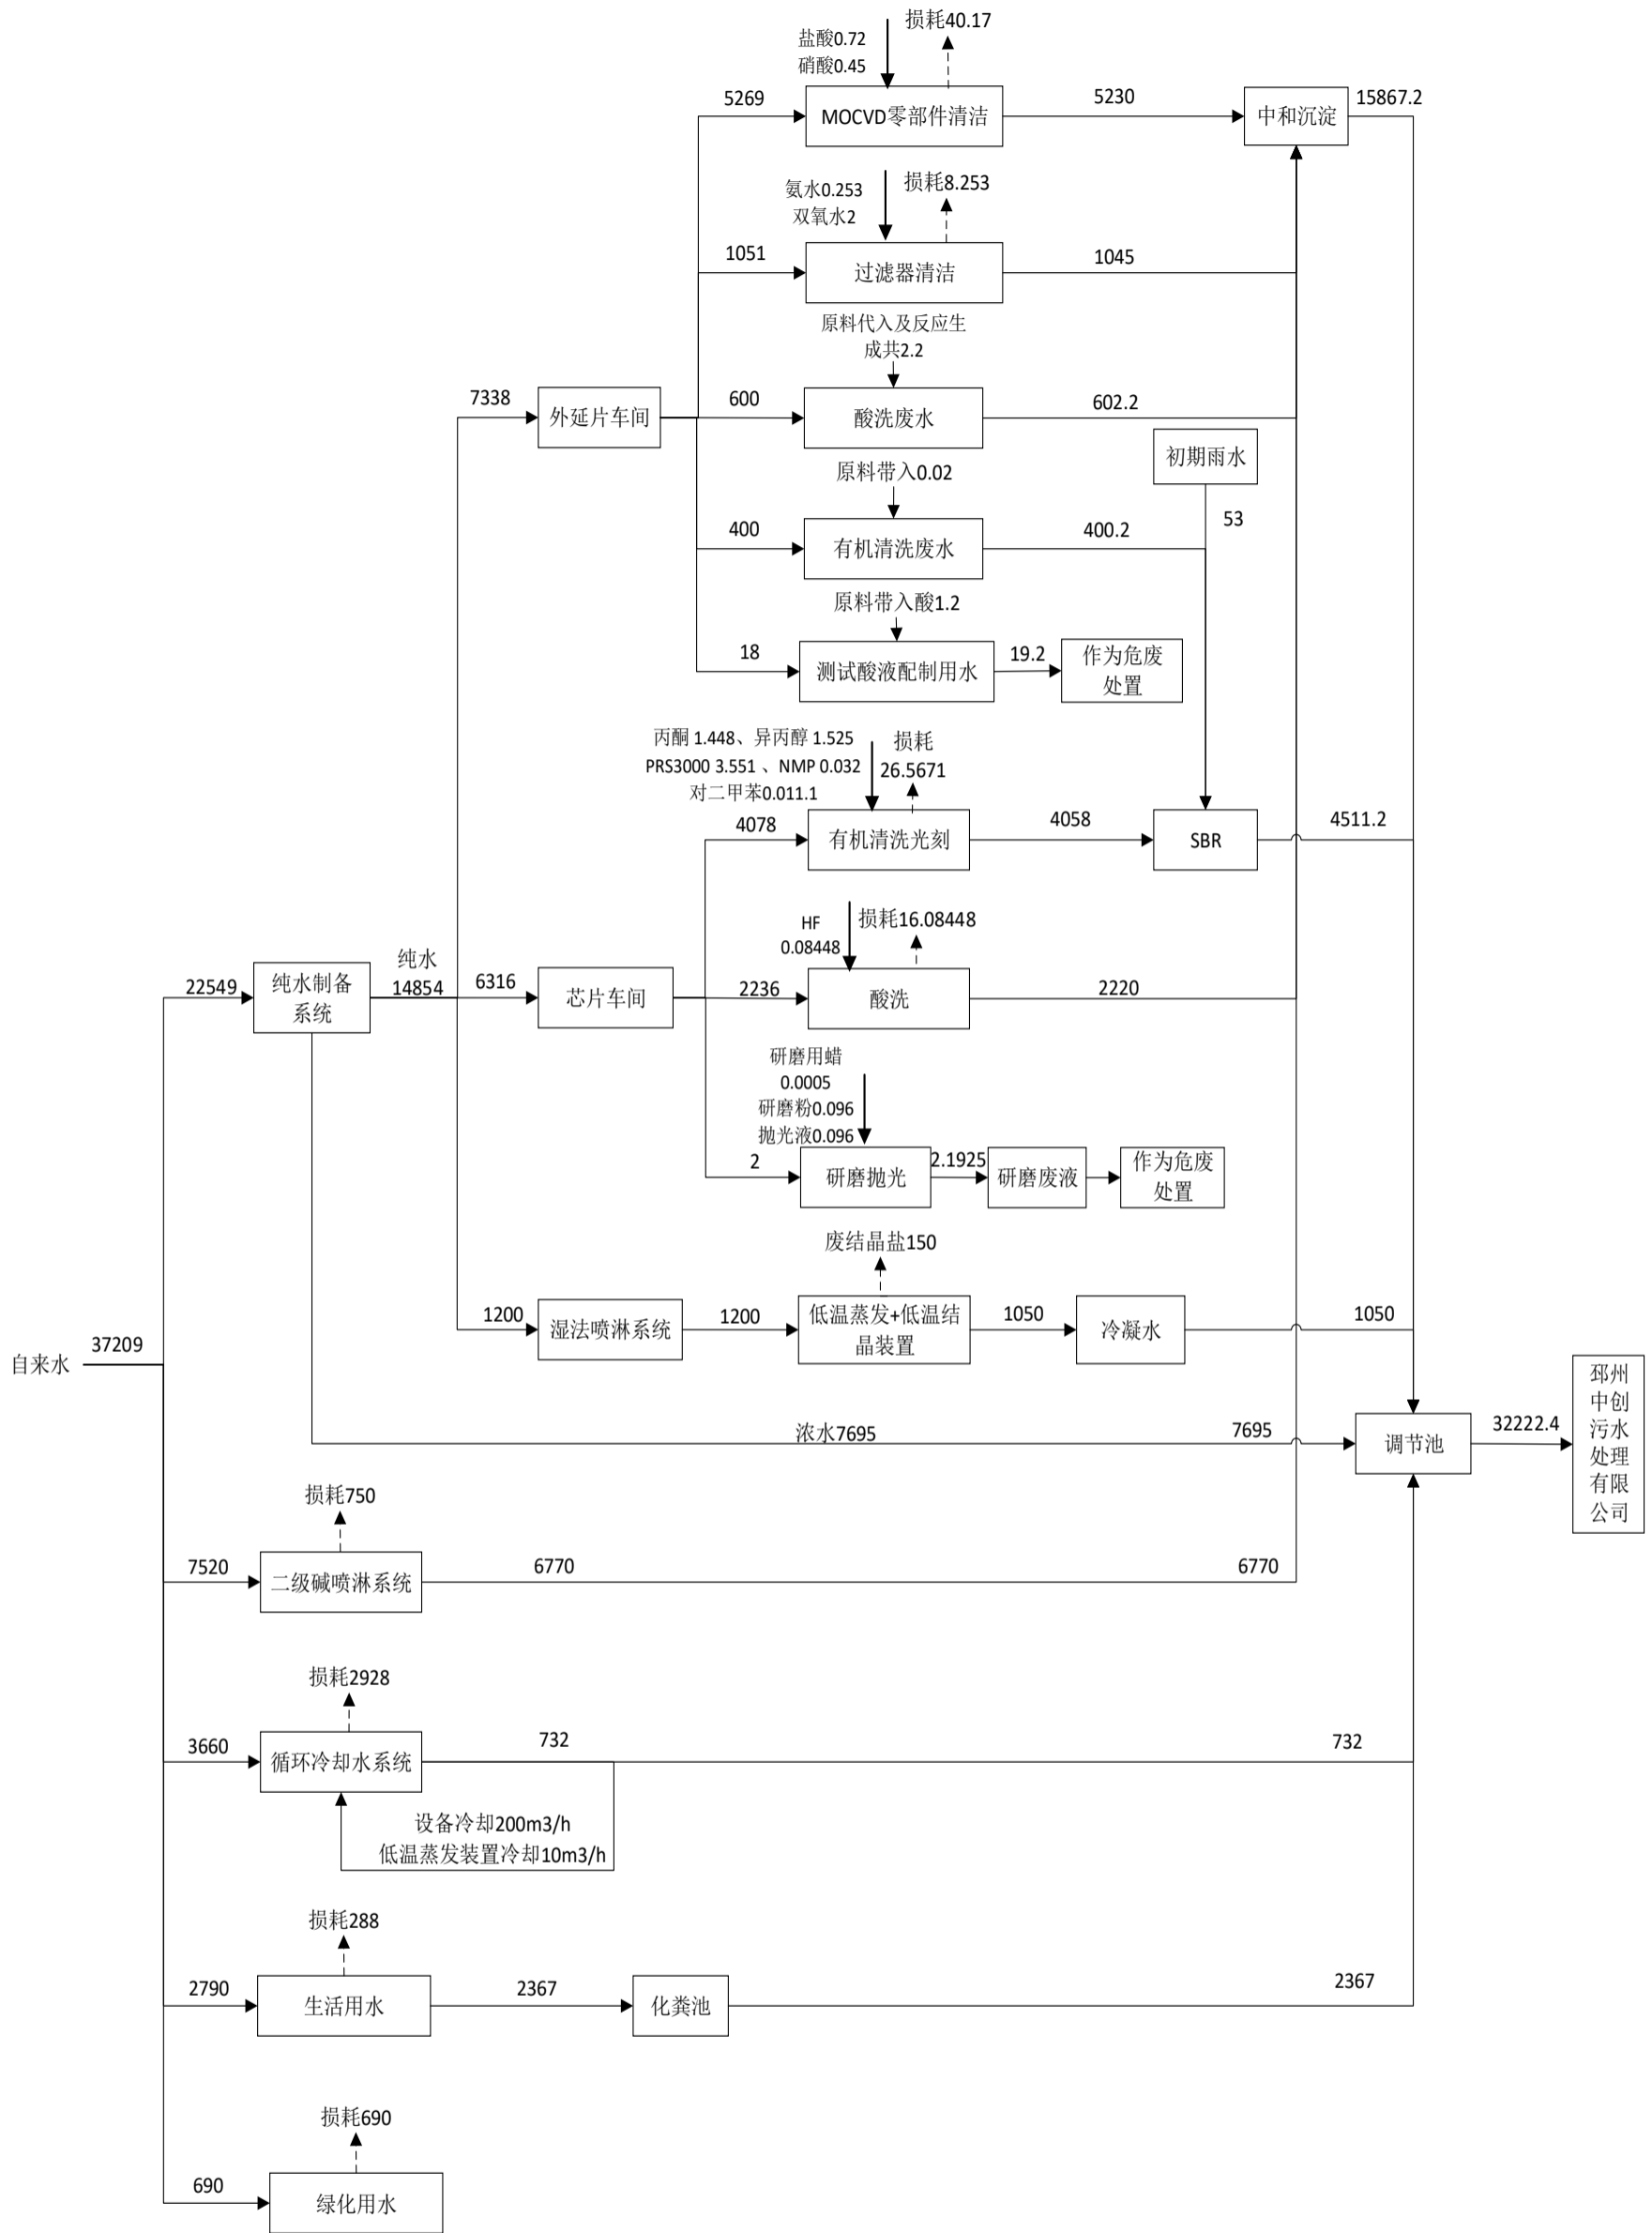 损耗40.17
盐酸0.72
硝酸0.45
5269
MOCVD零部件清洁
5230
中和沉淀
15867.2
氨水0.253
双氧水2
损耗8.253
1051
过滤器清洁
1045
原料代入及反应生
成共2.2
7338
外延片车间
600
酸洗废水
602.2
初期雨水
53
原料带入0.02
400
有机清洗废水
400.2
原料带入酸1.2
18
测试酸液配制用水
19.2
作为危废
处置
丙酮 1.448、异丙醇 1.525
PRS3000 3.551 、NMP 0.032
对二甲苯0.011.1
损耗
26.5671
4078
有机清洗光刻
4058
SBR
4511.2
HF
0.08448
损耗16.08448
22549
纯水制备
系统
纯水
14854
6316
芯片车间
2236
酸洗
2220
研磨用蜡
0.0005
研磨粉0.096
抛光液0.096
2
研磨抛光
2.1925
研磨废液
作为危废
处置
废结晶盐150
1200
湿法喷淋系统
1200
低温蒸发+低温结
晶装置
1050
冷凝水
1050
自来水
37209
浓水7695
7695
调节池
32222.4
邳州
中创
污水
处理
有限
公司
损耗750
7520
二级碱喷淋系统
6770
6770
损耗2928
3660
循环冷却水系统
732
732
设备冷却200m3/h
低温蒸发装置冷却10m3/h
损耗288
2790
生活用水
2367
化粪池
2367
损耗690
690
绿化用水